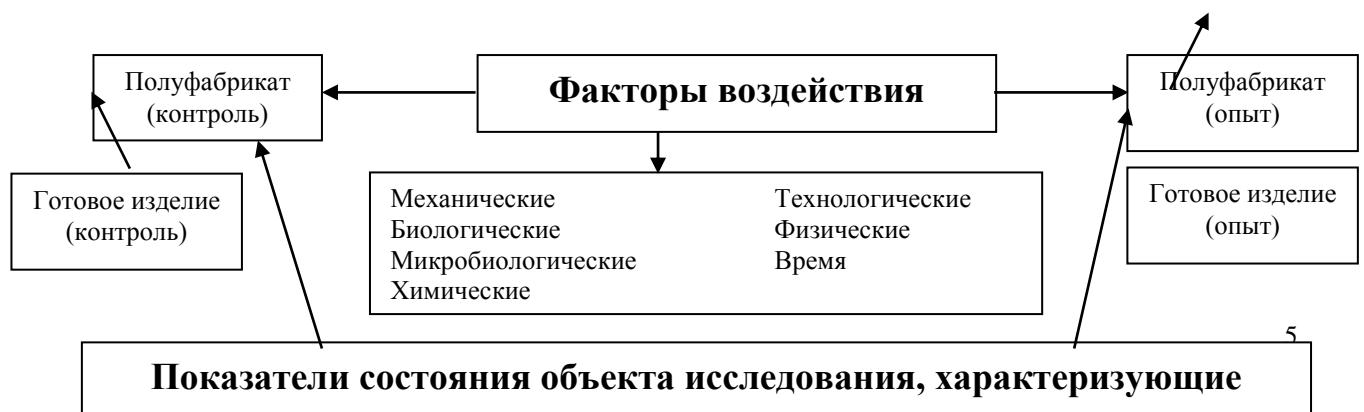 Полуфабрикат
(контроль)
Факторы воздействия
Полуфабрикат
(опыт)
Готовое изделие
(контроль)
Механические
Биологические
Микробиологические
Химические
Технологические
Физические
Время
Готовое изделие
(опыт)
5
Показатели состояния объекта исследования, характеризующие